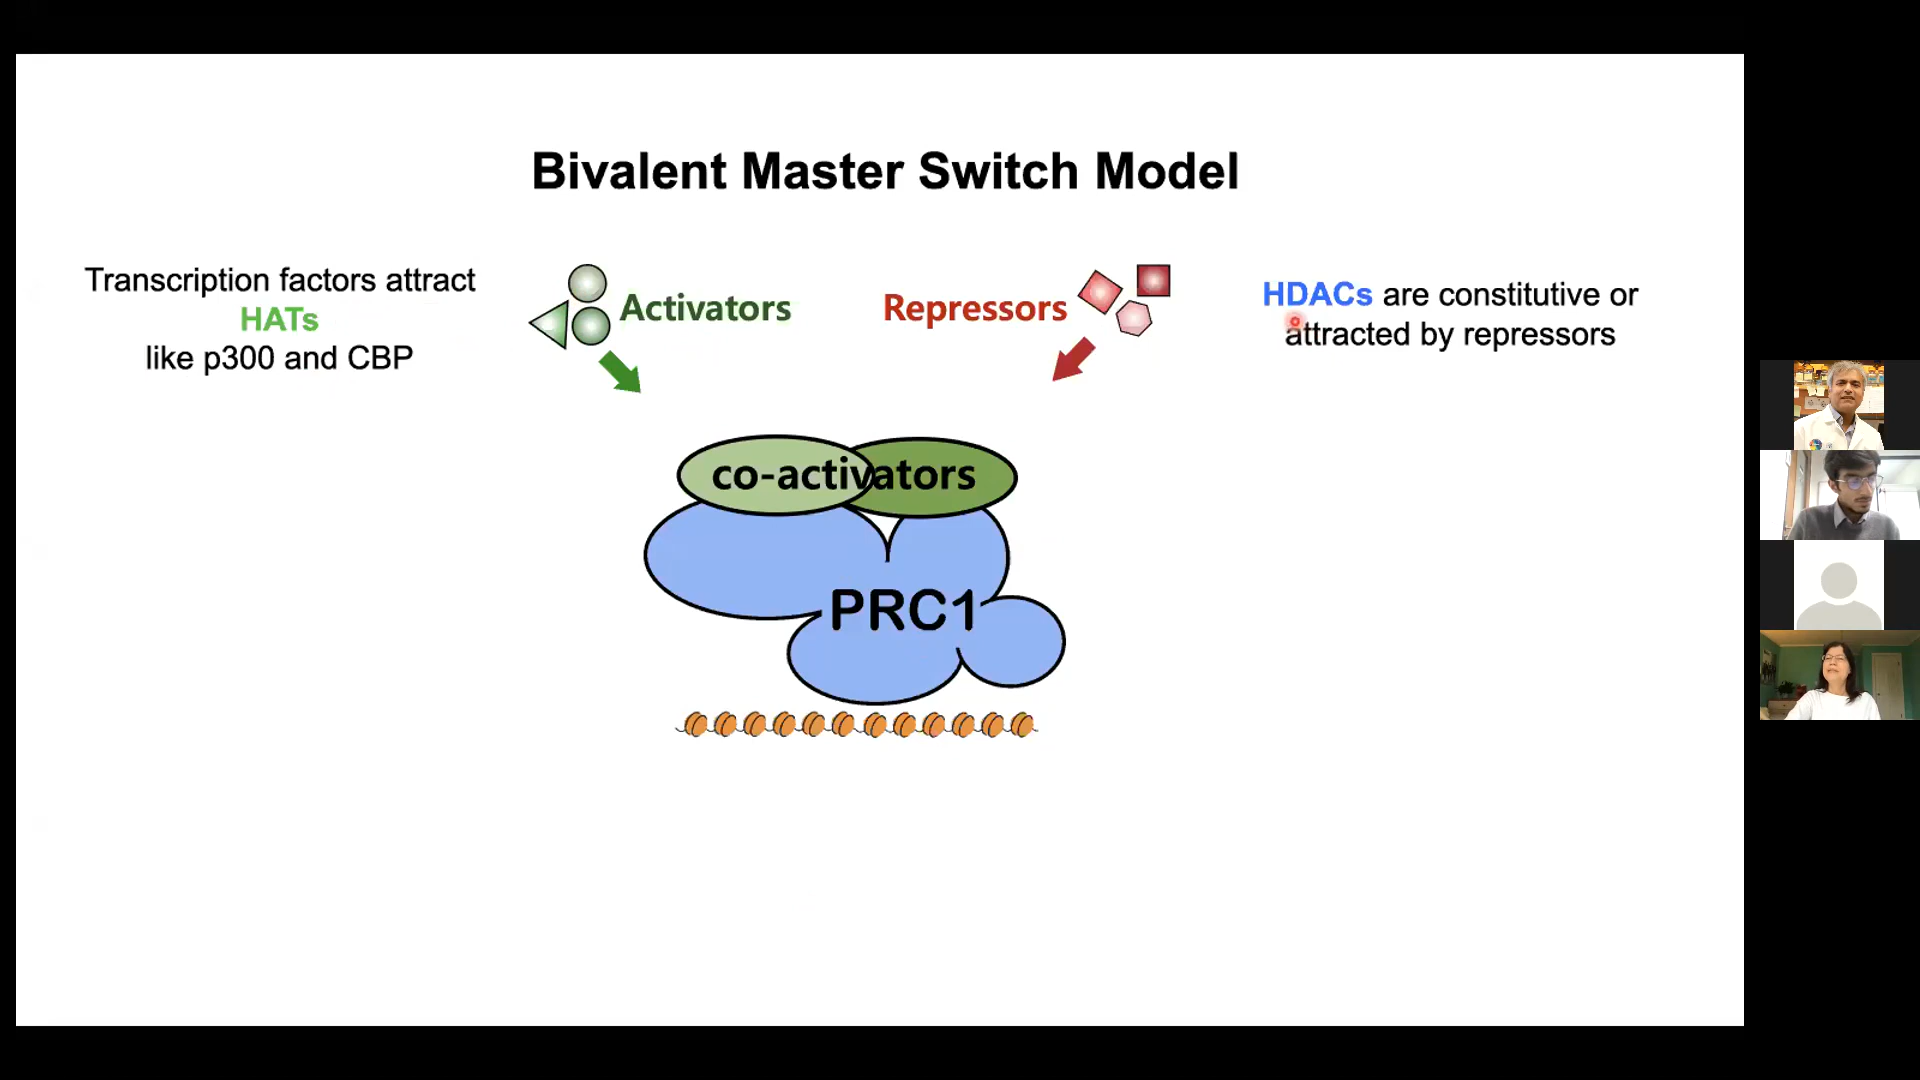 Bivalent Master Switch Model
Transcription factors attract
HATs
like p300 and CBP
Activators
Repressors
HDACs are constitutive or
attracted by repressors
co-activators
PRC1